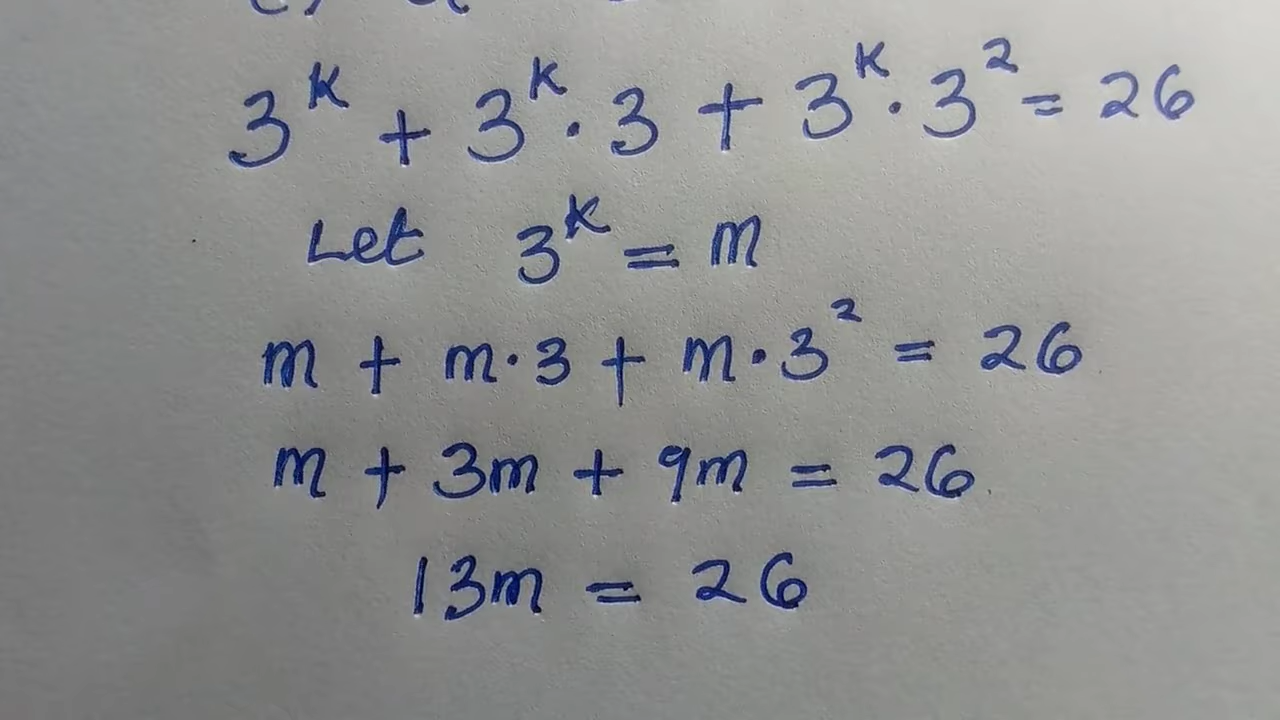 3^k + 3^k · 3 + 3^k · 3^2 = 26
Let 3^k = m
m + m·3 + m·3^2 = 26
m + 3m + 9m = 26
13m = 26